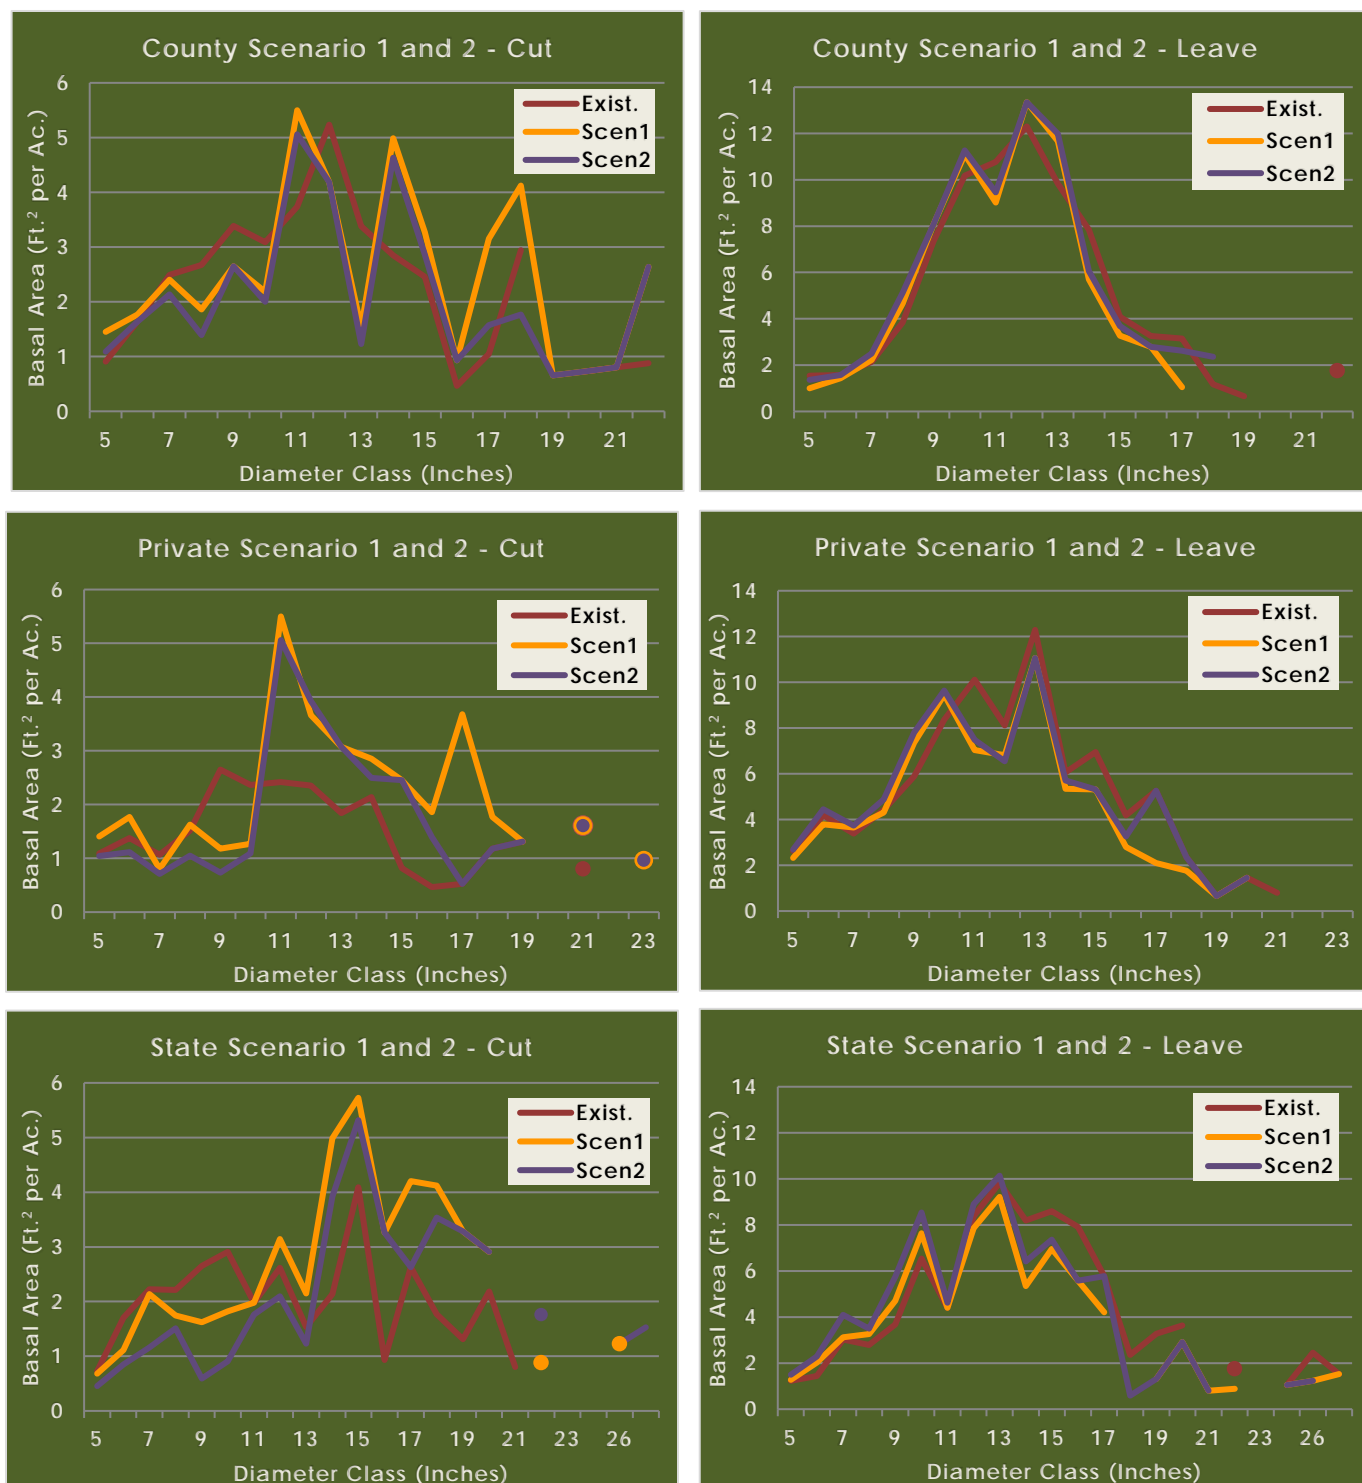 County Scenario 1 and 2 - Cut
Basal Area (Ft.² per Ac.)
6
5
4
3
2
1
0
Exist.
Scen1
Scen2
5 7 9 11 13 15 17 19 21
Diameter Class (Inches)
County Scenario 1 and 2 - Leave
Basal Area (Ft.² per Ac.)
14
12
10
8
6
4
2
0
Exist.
Scen1
Scen2
5 7 9 11 13 15 17 19 21
Diameter Class (Inches)
Private Scenario 1 and 2 - Cut
Basal Area (Ft.² per Ac.)
6
5
4
3
2
1
0
Exist.
Scen1
Scen2
5 7 9 11 13 15 17 19 21 23
Diameter Class (Inches)
Private Scenario 1 and 2 - Leave
Basal Area (Ft.² per Ac.)
14
12
10
8
6
4
2
0
Exist.
Scen1
Scen2
5 7 9 11 13 15 17 19 21 23
Diameter Class (Inches)
State Scenario 1 and 2 - Cut
Basal Area (Ft.² per Ac.)
6
5
4
3
2
1
0
Exist.
Scen1
Scen2
5 7 9 11 13 15 17 19 21 23 26
Diameter Class (Inches)
State Scenario 1 and 2 - Leave
Basal Area (Ft.² per Ac.)
14
12
10
8
6
4
2
0
Exist.
Scen1
Scen2
5 7 9 11 13 15 17 19 21 23 26
Diameter Class (Inches)